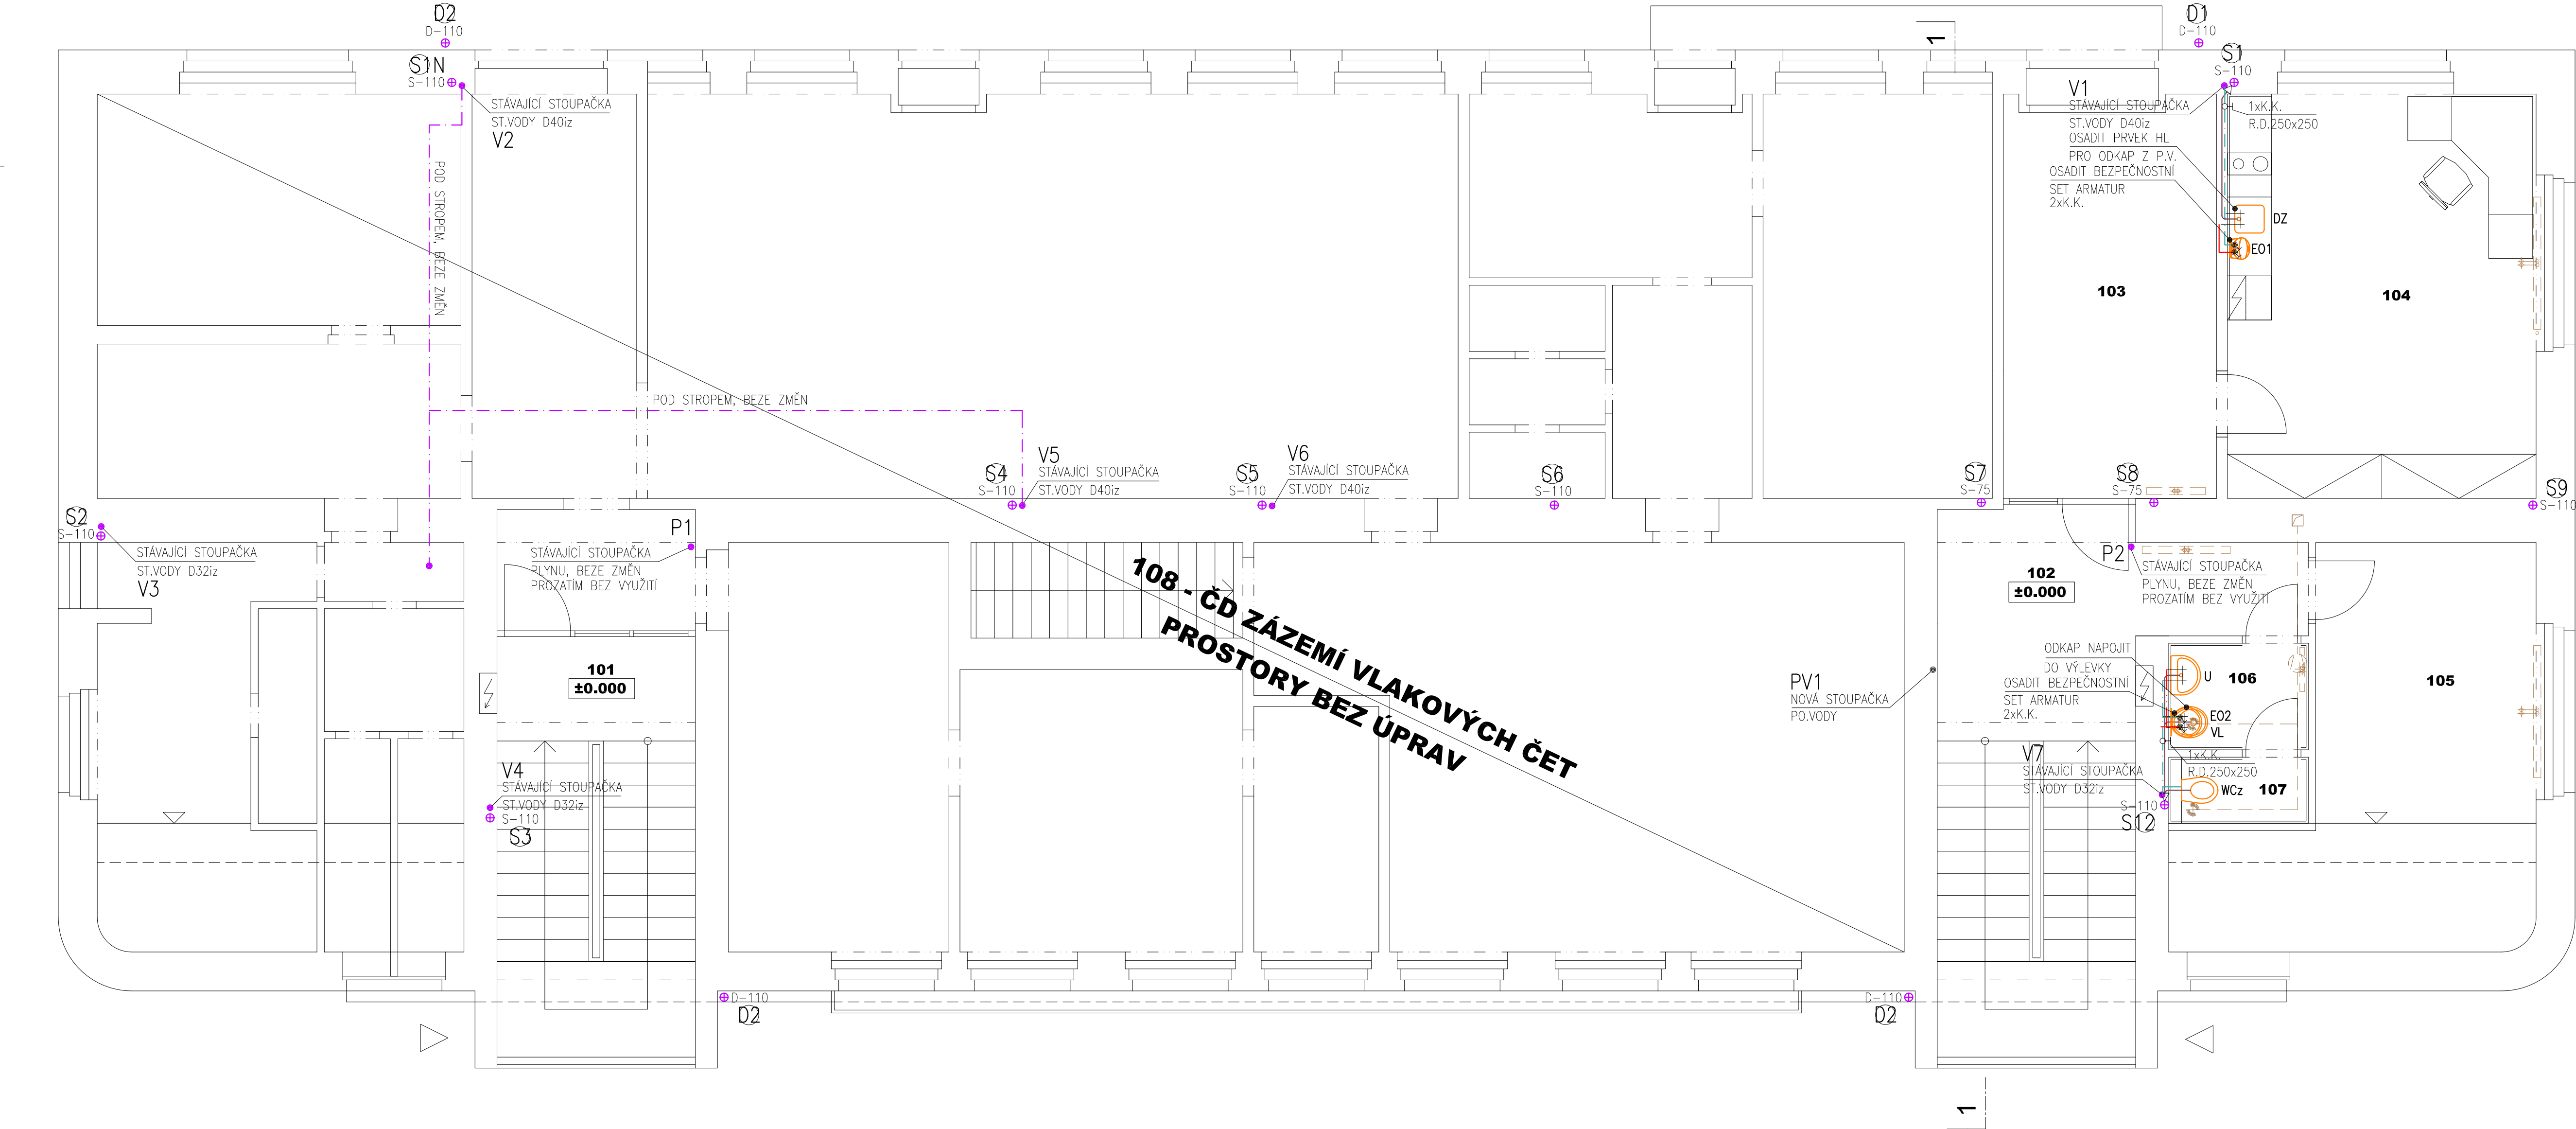 D2
D-110
S1N
S-110
STÁVAJÍCÍ STOUPAČKA
ST.VODY D40iz
V2
POD STROPEM, BEZE ZMĚN
POD STROPEM, BEZE ZMĚN
1
D1
D-110
S1
S-110
V1
STÁVAJÍCÍ STOUPAČKA
ST.VODY D40iz
OSADIT PRVEK HL
PRO ODKAP Z P.V.
OSADIT BEZPEČNOSTNÍ
SET ARMATUR
2xK.K.
1xK.K.
R.D.250x250
DZ
EO1
103
104
S2
S-110
STÁVAJÍCÍ STOUPAČKA
ST.VODY D32iz
V3
P1
STÁVAJÍCÍ STOUPAČKA
PLYNU, BEZE ZMĚN
PROZATÍM BEZ VYUŽITÍ
S4
S-110
V5
STÁVAJÍCÍ STOUPAČKA
ST.VODY D40iz
S5
S-110
V6
STÁVAJÍCÍ STOUPAČKA
ST.VODY D40iz
S6
S-110
S7
S-75
S8
S-75
S9
S-110
101
±0.000
108 - ČD ZÁZEMÍ VLAKOVÝCH ČET
PROSTORY BEZ ÚPRAV
102
±0.000
P2
STÁVAJÍCÍ STOUPAČKA
PLYNU, BEZE ZMĚN
PROZATÍM BEZ VYUŽITÍ
PV1
NOVÁ STOUPAČKA
PO.VODY
ODKAP NAPOJIT
DO VÝLEVKY
OSADIT BEZPEČNOSTNÍ
SET ARMATUR
2xK.K.
U
106
105
EO2
VL
1xK.K.
R.D.250x250
V7
STÁVAJÍCÍ STOUPAČKA
ST.VODY D32iz
WCz
107
S-110
S12
V4
STÁVAJÍCÍ STOUPAČKA
ST.VODY D32iz
S-110
S3
D-110
D2
D-110
D2
1